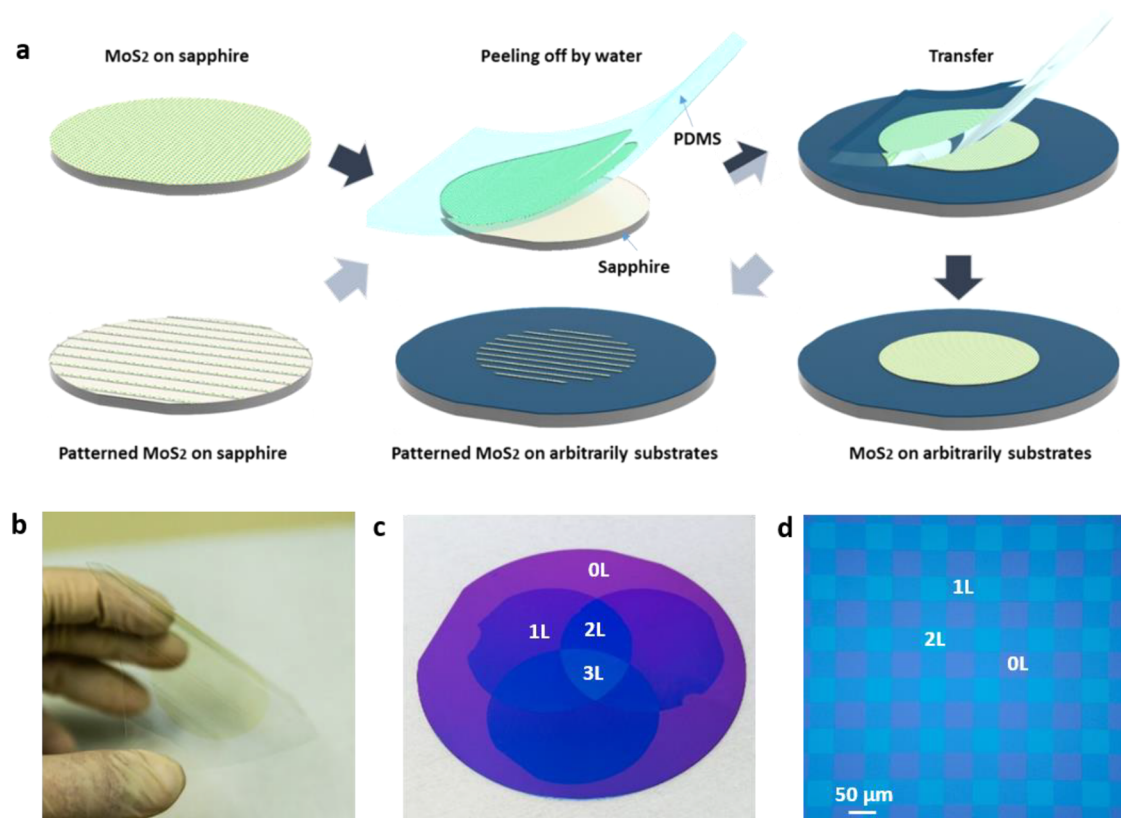 a
MoS2 on sapphire
Peeling off by water
Transfer
PDMS
Sapphire
Patterned MoS2 on sapphire
Patterned MoS2 on arbitrarily substrates
MoS2 on arbitrarily substrates
b
c
d
0L
1L
2L
3L
1L
2L
0L
50 μm